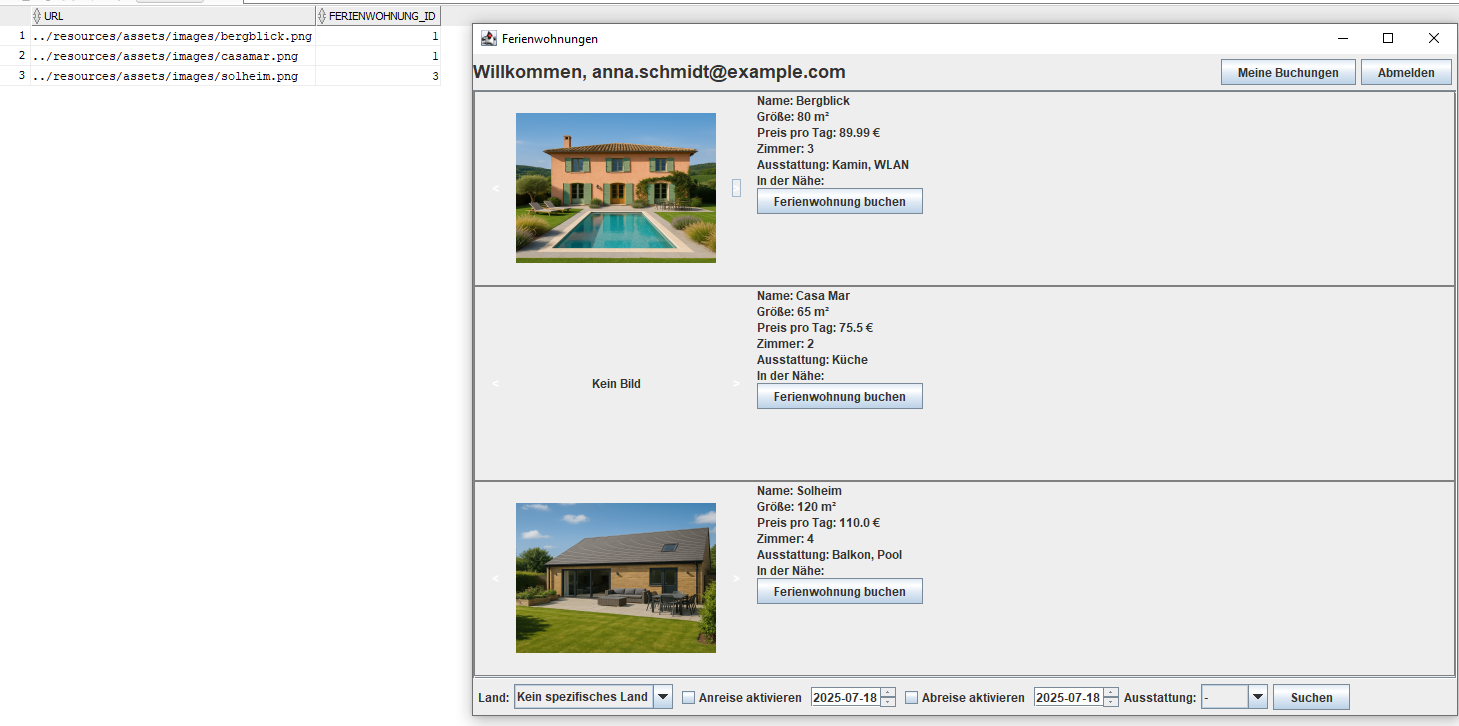 URL FERIENWOHNUNG_ID
1 ../resources/assets/images/bergblick.png 1
2 ../resources/assets/images/casamar.png 1
3 ../resources/assets/images/solheim.png 3
Ferienwohnungen
Willkommen, anna.schmidt@example.com
Meine Buchungen Abmelden
Name: Bergblick
Größe: 80 m²
Preis pro Tag: 89.99 €
Zimmer: 3
Ausstattung: Kamin, WLAN
In der Nähe:
<
Ferienwohnung buchen
Name: Casa Mar
Größe: 65 m²
Preis pro Tag: 75.5 €
Zimmer: 2
Ausstattung: Küche
In der Nähe:
< Kein Bild >
Ferienwohnung buchen
Name: Solheim
Größe: 120 m²
Preis pro Tag: 110.0 €
Zimmer: 4
Ausstattung: Balkon, Pool
In der Nähe:
< >
Ferienwohnung buchen
Land: Kein spezifisches Land Anreise aktivieren 2025-07-18 Abreise aktivieren 2025-07-18 Ausstattung: - Suchen